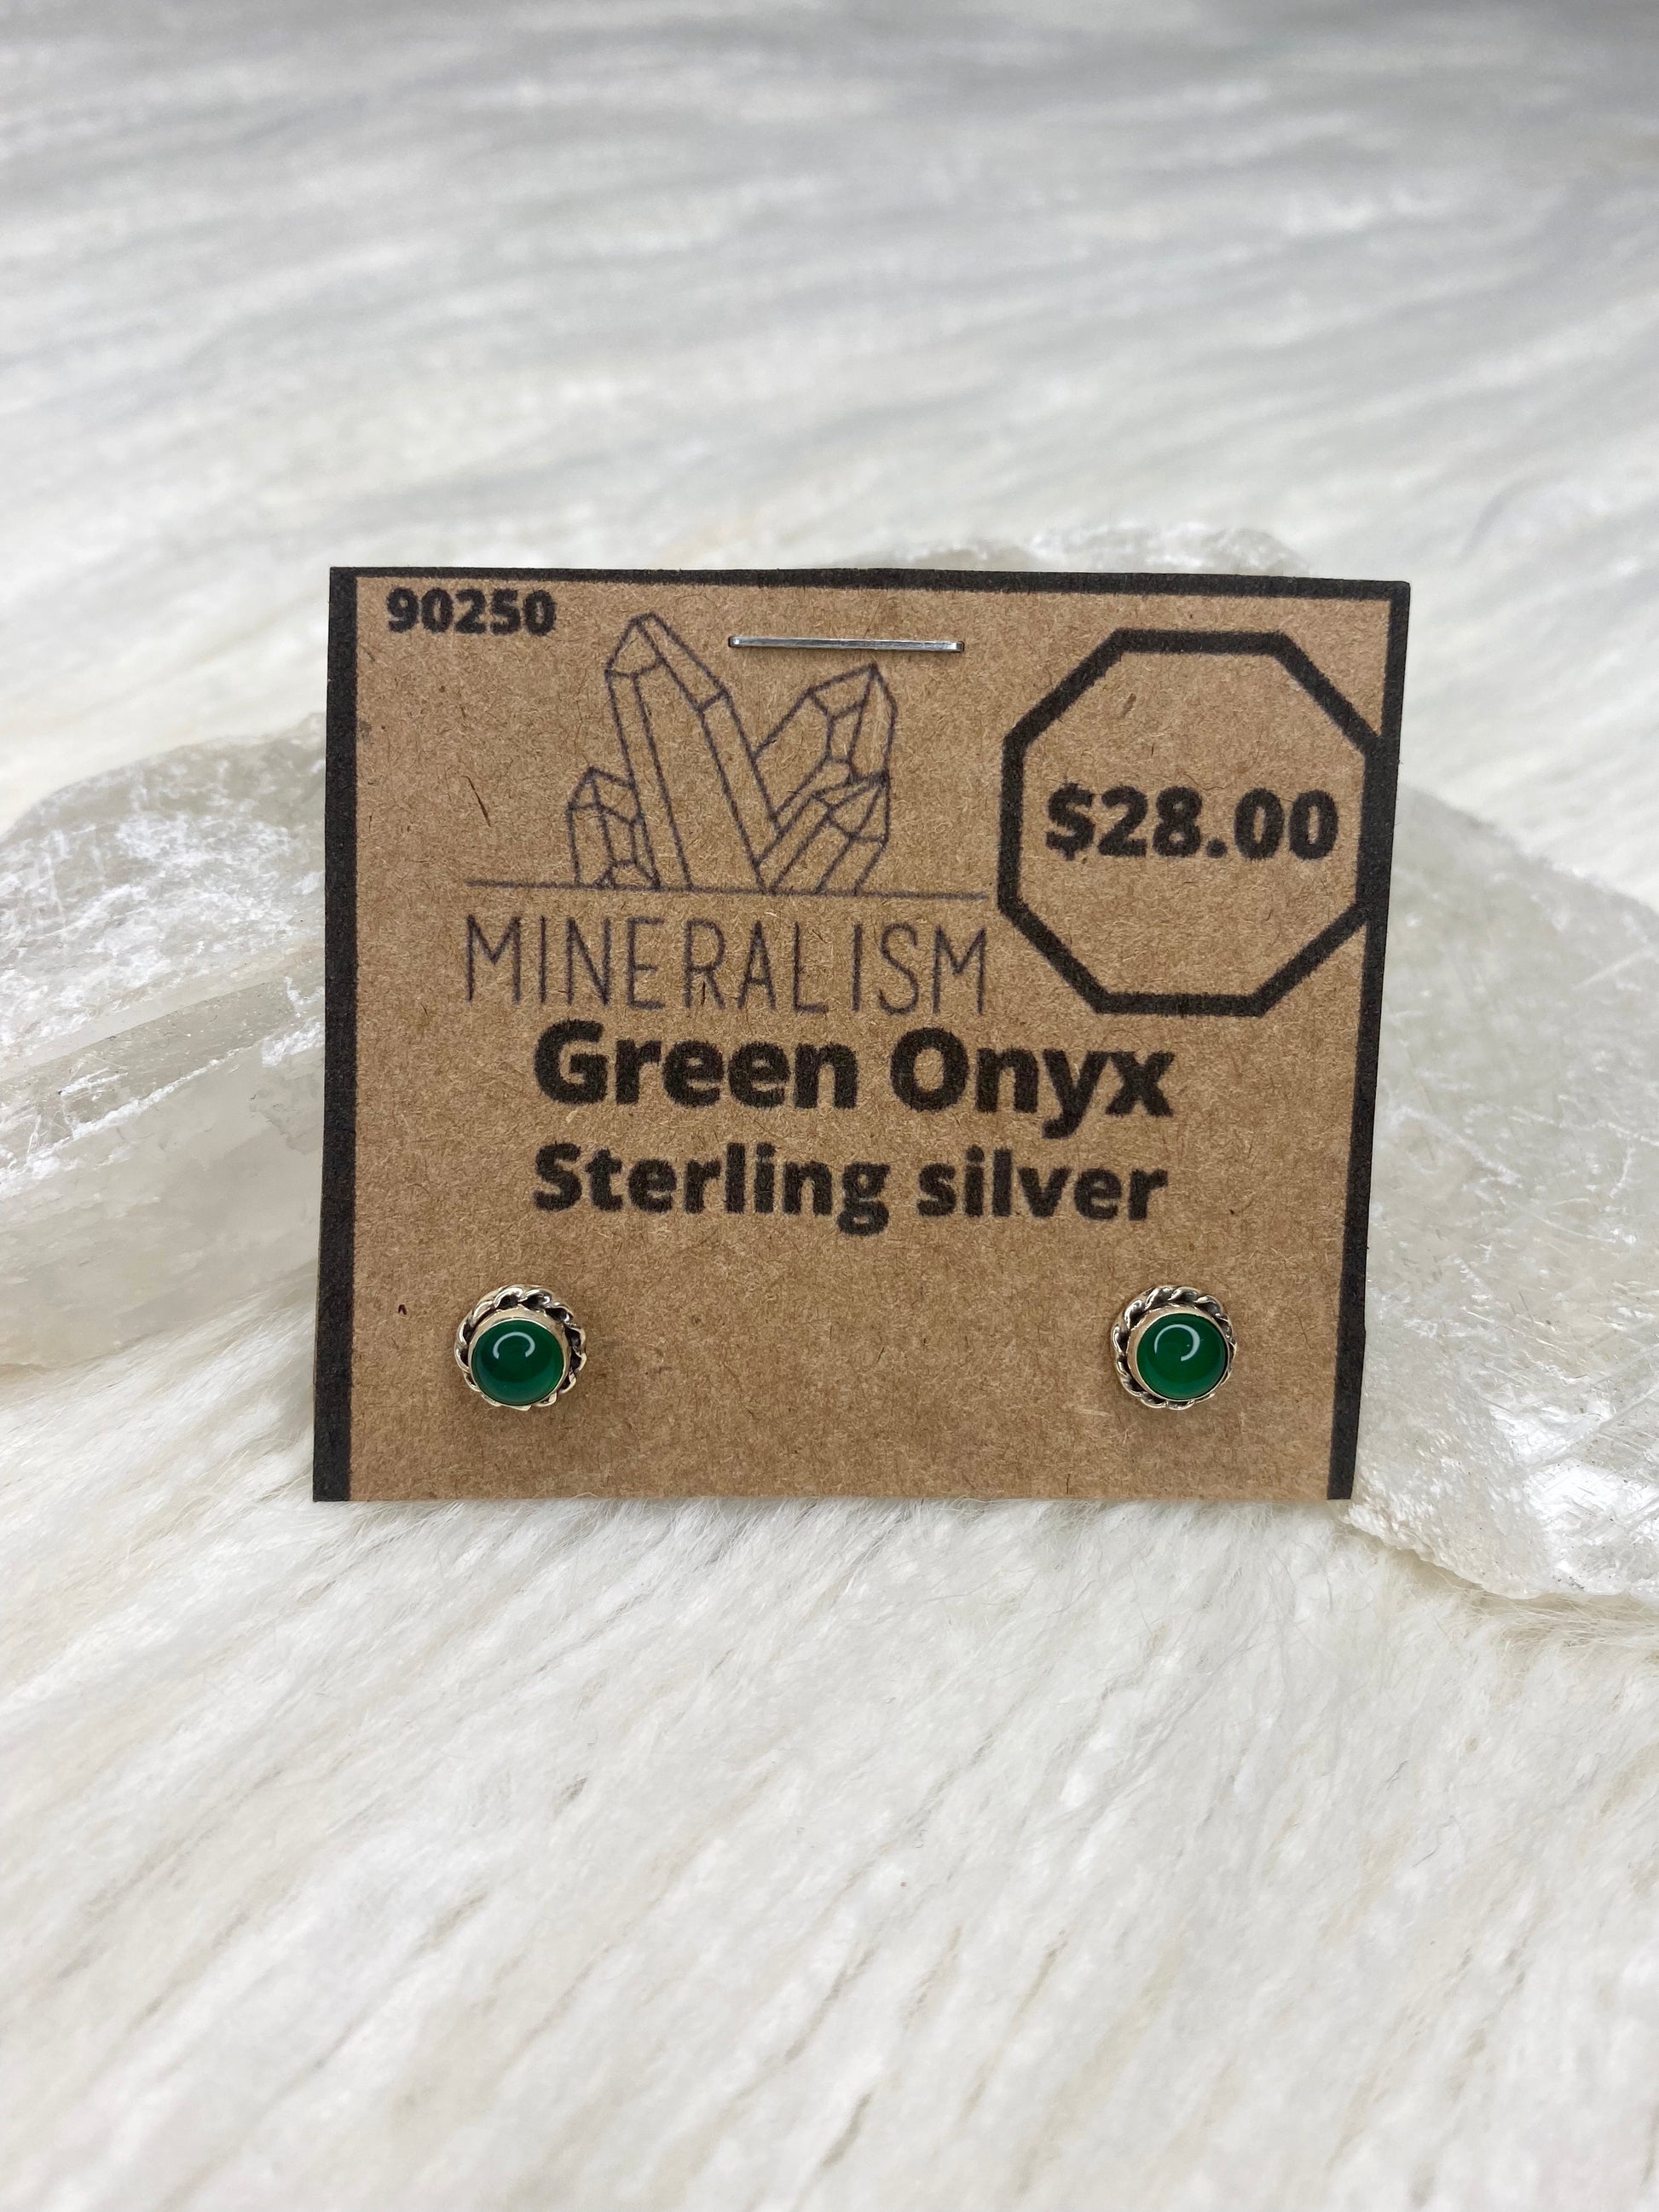 90250
$28.00
MINERALISM
Green Onyx
Sterling silver